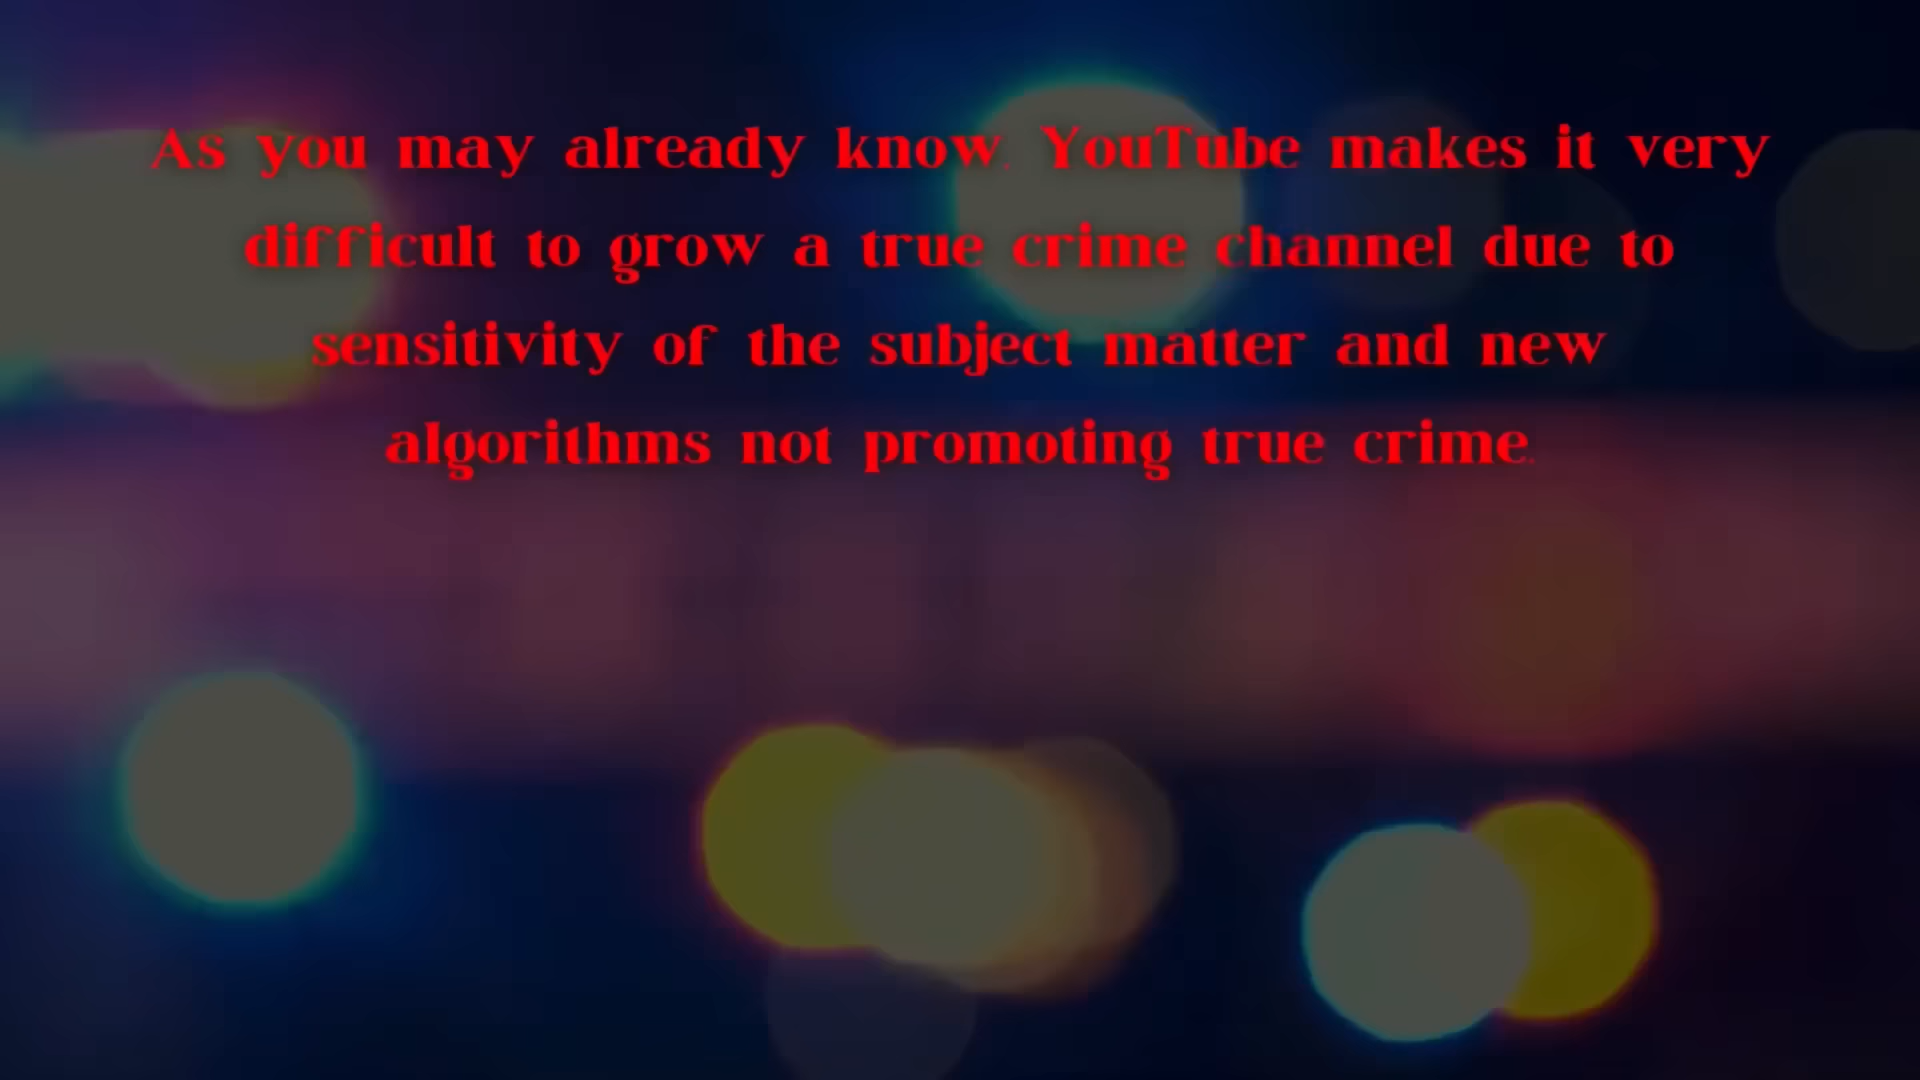 As you may already know, YouTube makes it very
difficult to grow a true crime channel due to
sensitivity of the subject matter and new
algorithms not promoting true crime.